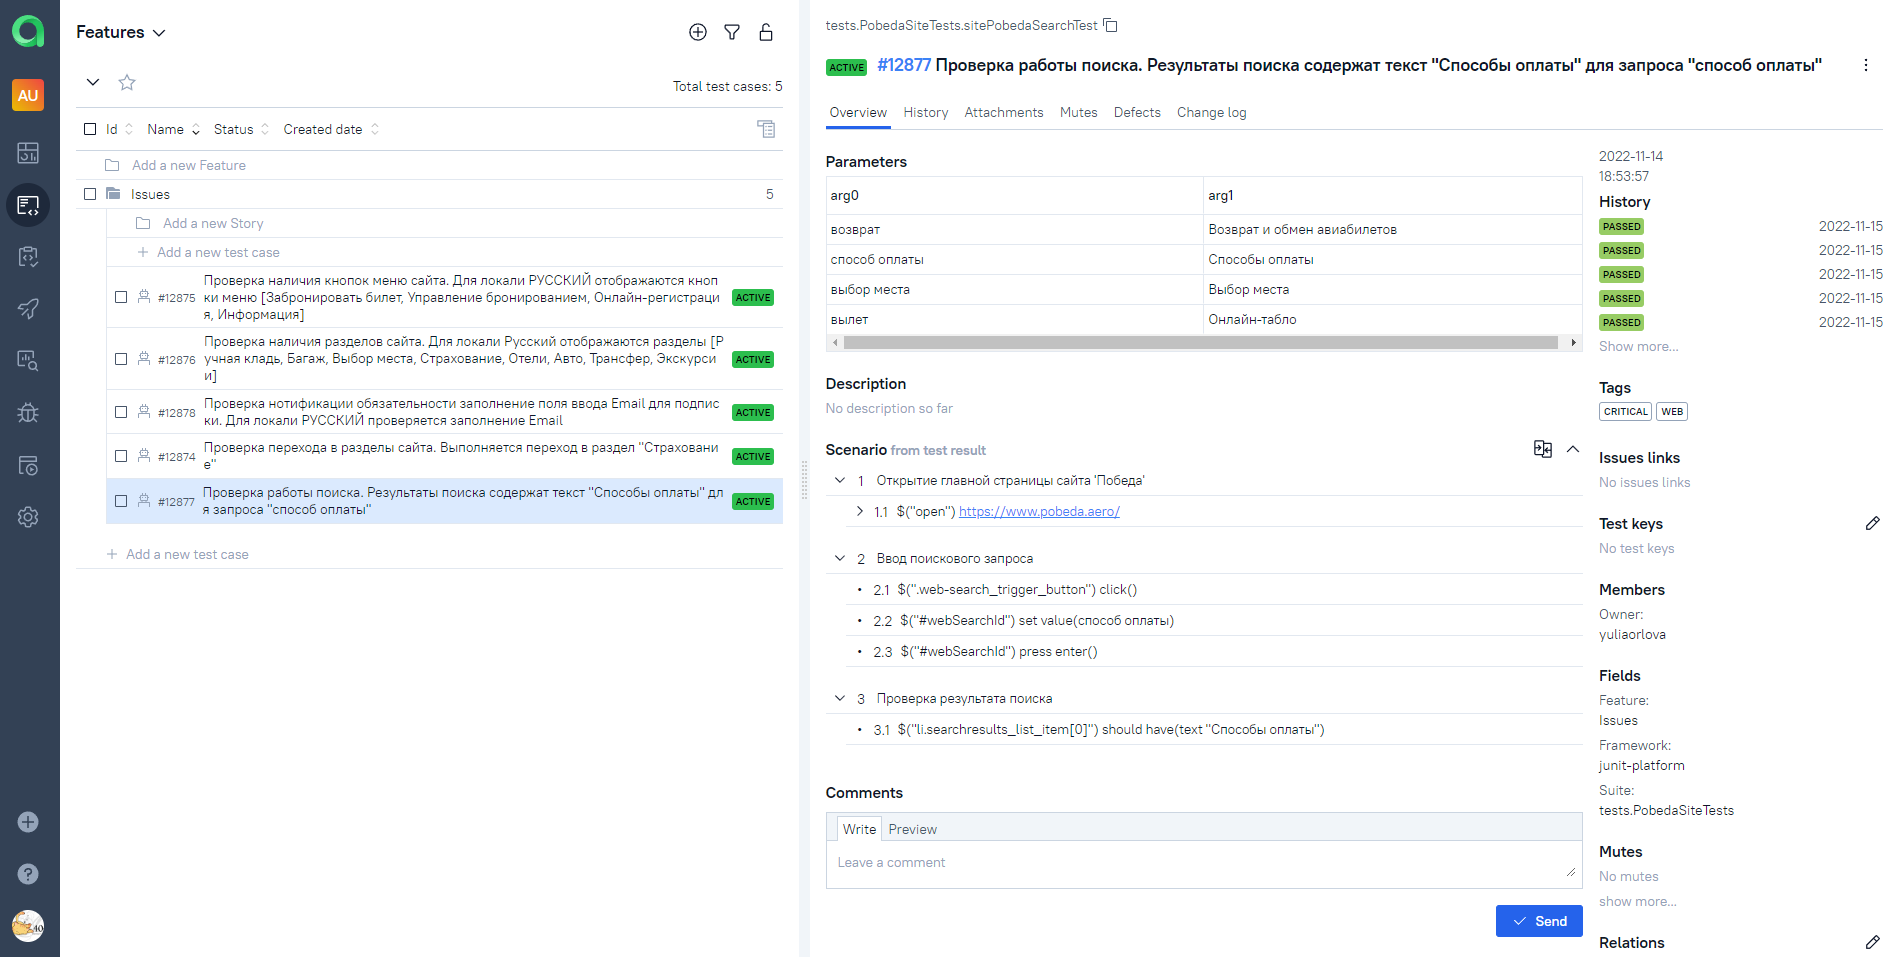 AU
Features
Total test cases: 5
Id Name Status Created date
Add a new Feature
Issues 5
Add a new Story
Add a new test case
#12875 Проверка наличия кнопок меню сайта. Для локали РУССКИЙ отображаются кноп
ки меню [Забронировать билет, Управление бронированием, Онлайн-регистраци
я, Информация] ACTIVE
#12876 Проверка наличия разделов сайта. Для локали Русский отображаются разделы [Р
учная кладь, Багаж, Выбор места, Страхование, Отели, Авто, Трансфер, Экскурси
и] ACTIVE
#12878 Проверка нотификации обязательности заполнение поля ввода Email для подпис
ки. Для локали РУССКИЙ проверяется заполнение Email ACTIVE
#12874 Проверка перехода в разделы сайта. Выполняется переход в раздел "Страховани
е" ACTIVE
#12877 Проверка работы поиска. Результаты поиска содержат текст "Способы оплаты" дл
я запроса "способ оплаты" ACTIVE
Add a new test case
tests.PobedaSiteTests.sitePobedaSearchTest
ACTIVE #12877 Проверка работы поиска. Результаты поиска содержат текст "Способы оплаты" для запроса "способ оплаты"
Overview History Attachments Mutes Defects Change log
Parameters
arg0 arg1
возврат Возврат и обмен авиабилетов
способ оплаты Способы оплаты
выбор места Выбор места
вылет Онлайн-табло
Description
No description so far
Scenario from test result
1 Открытие главной страницы сайта 'Победа'
1.1 $("open") https://www.pobeda.aero/
2 Ввод поискового запроса
2.1 $(".web-search_trigger_button") click()
2.2 $("#webSearchId") set value(способ оплаты)
2.3 $("#webSearchId") press enter()
3 Проверка результата поиска
3.1 $("li.searchresults_list_item[0]") should have(text "Способы оплаты")
Comments
Write Preview
Leave a comment
Send
2022-11-14
18:53:57
History
PASSED 2022-11-15
PASSED 2022-11-15
PASSED 2022-11-15
PASSED 2022-11-15
PASSED 2022-11-15
Show more...
Tags
CRITICAL WEB
Issues links
No issues links
Test keys
No test keys
Members
Owner:
yuliaorlova
Fields
Feature:
Issues
Framework:
junit-platform
Suite:
tests.PobedaSiteTests
Mutes
No mutes
show more...
Relations
40